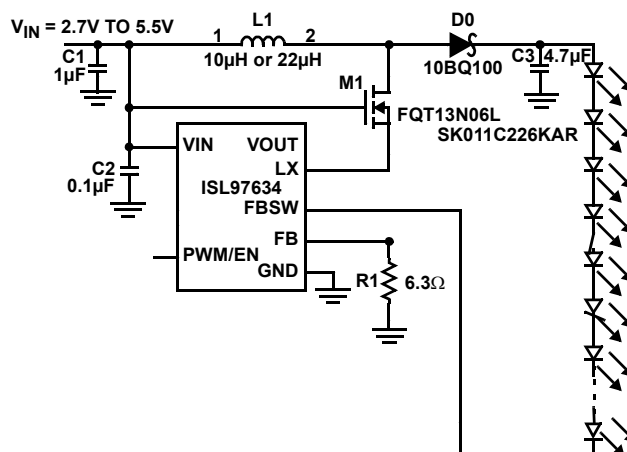 VIN = 2.7V TO 5.5V
L1
D0
1
2
C1
1µF
10µH or 22µH
10BQ100
C3
4.7µF
M1
FQT13N06L
SK011C226KAR
VIN
VOUT
LX
C2
0.1µF
ISL97634
FBSW
FB
PWM/EN
GND
R1
6.3Ω